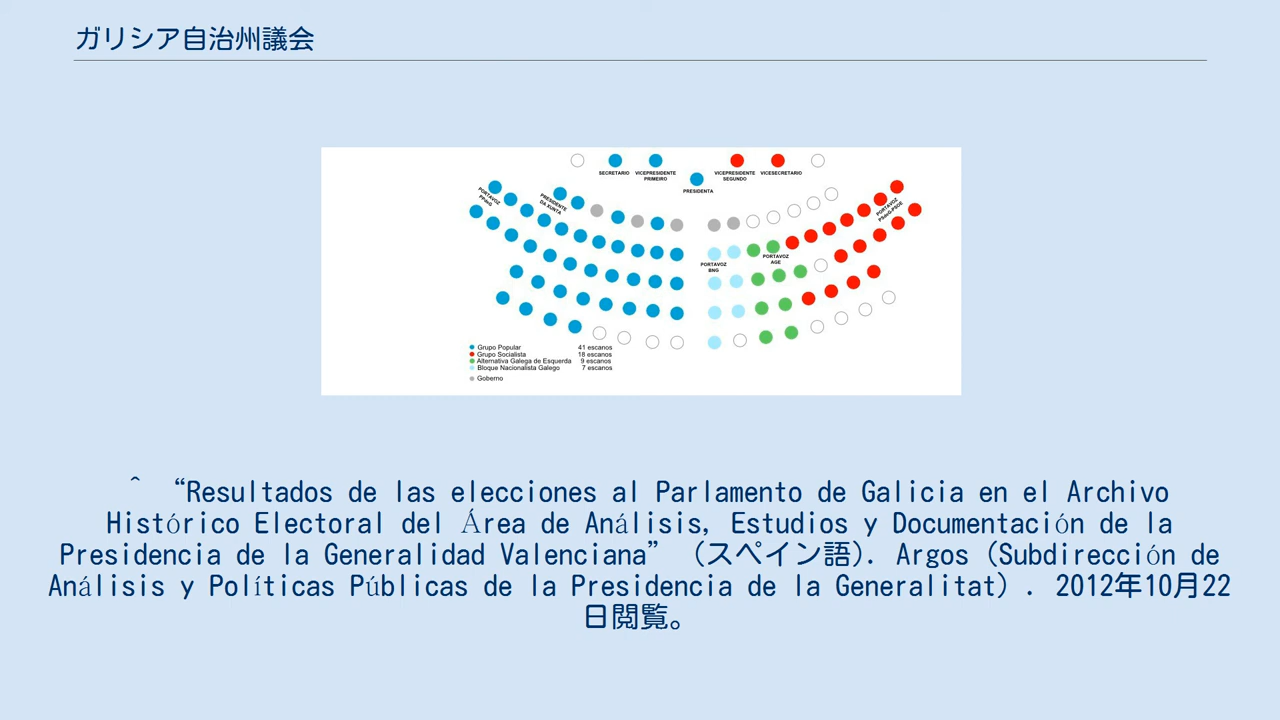 ガリシア自治州議会
SECRETARIO
VICEPRESIDENTE
PRIMEIRO
VICEPRESIDENTE
SEGUNDO
VICESECRETARIO
PRESIDENTA
PORTAVOZ
PPdeG
PRESIDENTE
DA XUNTA
PORTAVOZ
PSdeG-PSOE
PORTAVOZ
BNG
PORTAVOZ
AGE
Grupo Popular 41 escanos
Grupo Socialista 18 escanos
Alternativa Galega de Esquerda 9 escanos
Bloque Nacionalista Galego 7 escanos
Goberno
^ “Resultados de las elecciones al Parlamento de Galicia en el Archivo
Histórico Electoral del Área de Análisis, Estudios y Documentación de la
Presidencia de la Generalidad Valenciana” (スペイン語). Argos (Subdirección de
Análisis y Políticas Públicas de la Presidencia de la Generalitat) . 2012年10月22
日閲覧。